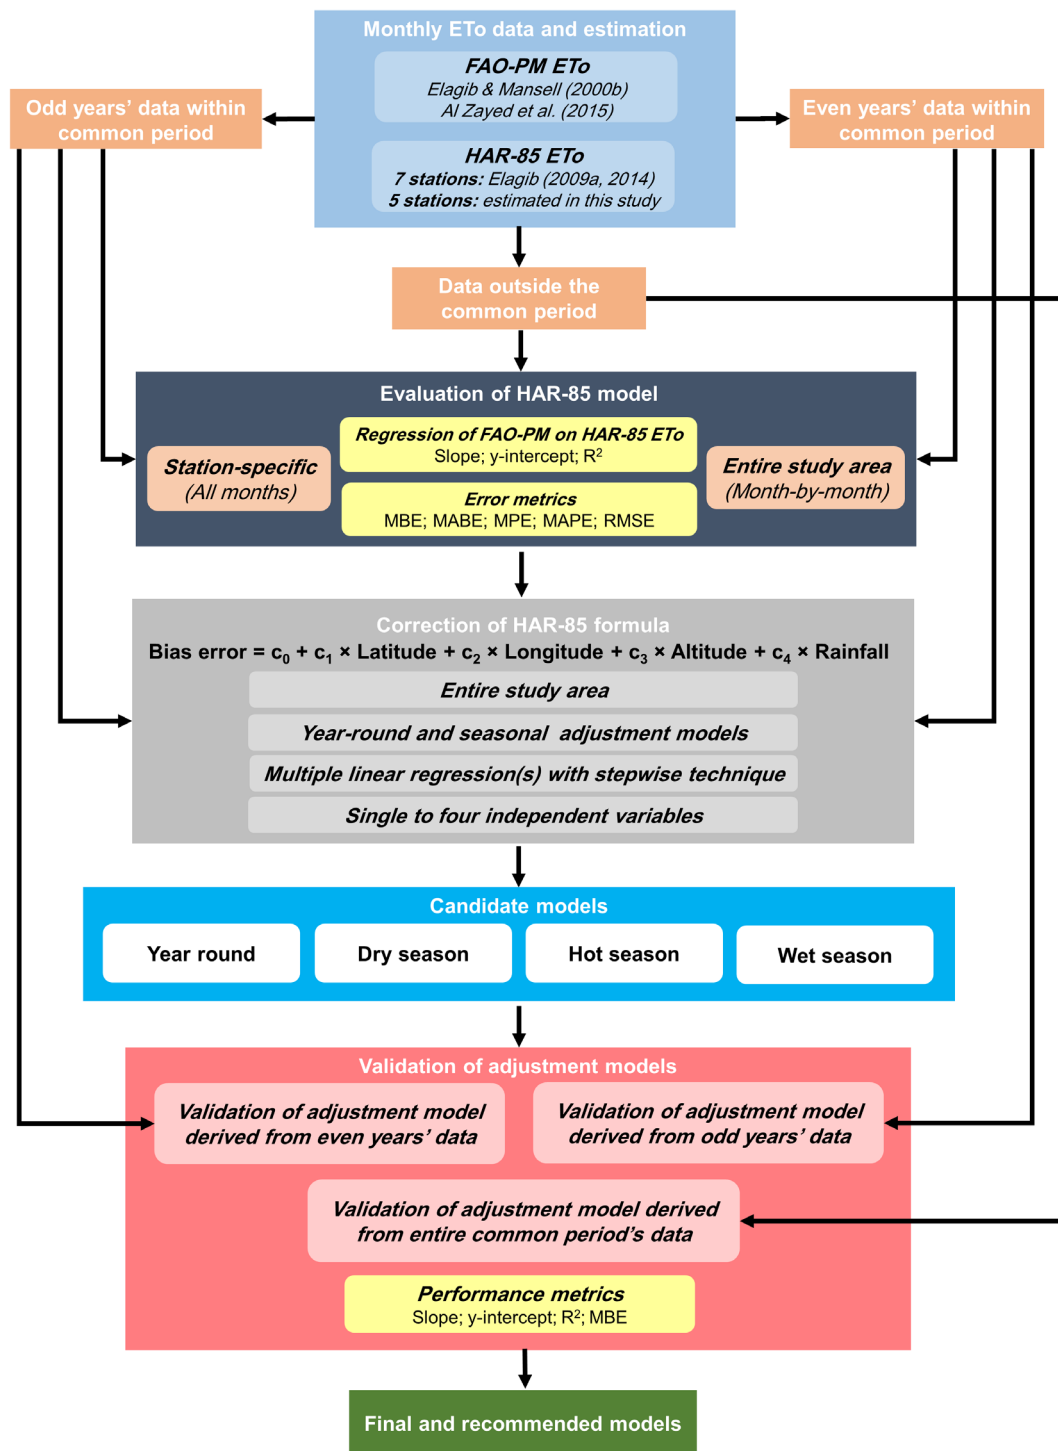 Monthly ETo data and estimation
FAO-PM ETo
Elagib & Mansell (2000b)
Al Zayed et al. (2015)
HAR-85 ETo
7 stations: Elagib (2009a, 2014)
5 stations: estimated in this study
Odd years’ data within
common period
Even years’ data within
common period
Data outside the
common period
Evaluation of HAR-85 model
Regression of FAO-PM on HAR-85 ETo
Slope; y-intercept; R²
Station-specific
(All months)
Entire study area
(Month-by-month)
Error metrics
MBE; MABE; MPE; MAPE; RMSE
Correction of HAR-85 formula
Bias error = c₀ + c₁ × Latitude + c₂ × Longitude + c₃ × Altitude + c₄ × Rainfall
Entire study area
Year-round and seasonal adjustment models
Multiple linear regression(s) with stepwise technique
Single to four independent variables
Candidate models
Year round
Dry season
Hot season
Wet season
Validation of adjustment models
Validation of adjustment model
derived from even years’ data
Validation of adjustment model
derived from odd years’ data
Validation of adjustment model derived
from entire common period’s data
Performance metrics
Slope; y-intercept; R²; MBE
Final and recommended models